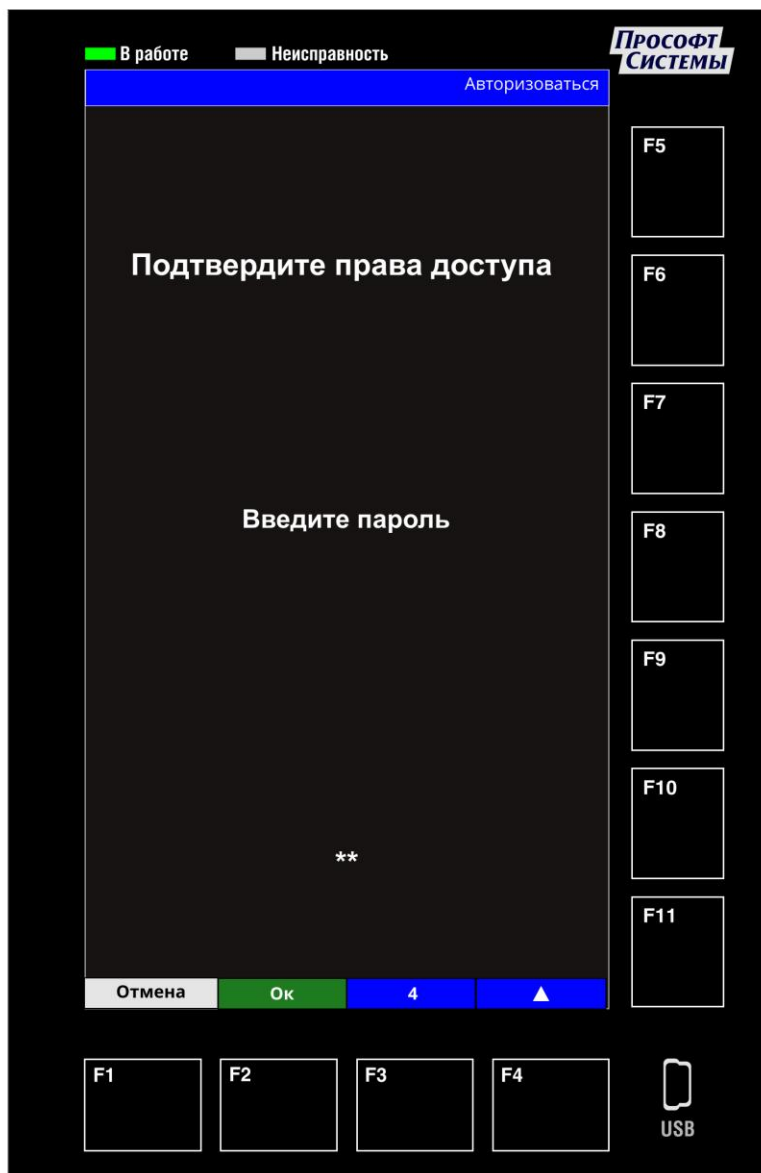 В работе
Неисправность
Прософт
Системы
Авторизоваться
F5
Подтвердите права доступа
F6
F7
Введите пароль
F8
F9
F10
**
F11
Отмена
Ок
4
▲
F1
F2
F3
F4
USB